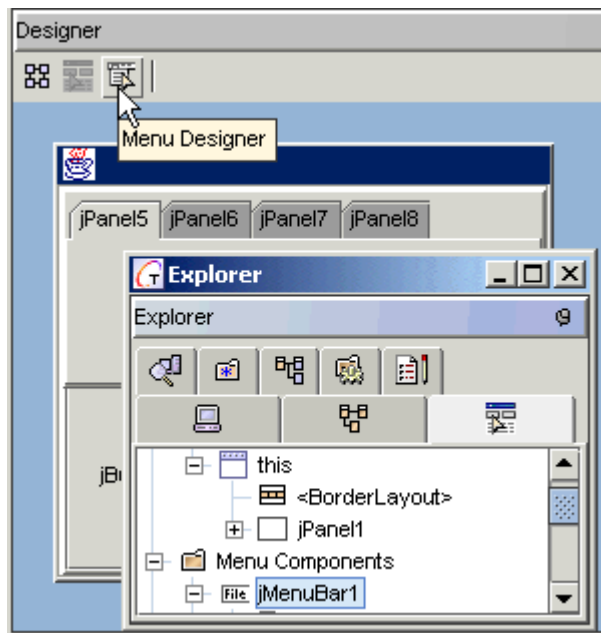 Designer
Menu Designer
jPanel5 jPanel6 jPanel7 jPanel8
Explorer
Explorer
this
<BorderLayout>
jPanel1
Menu Components
File jMenuBar1